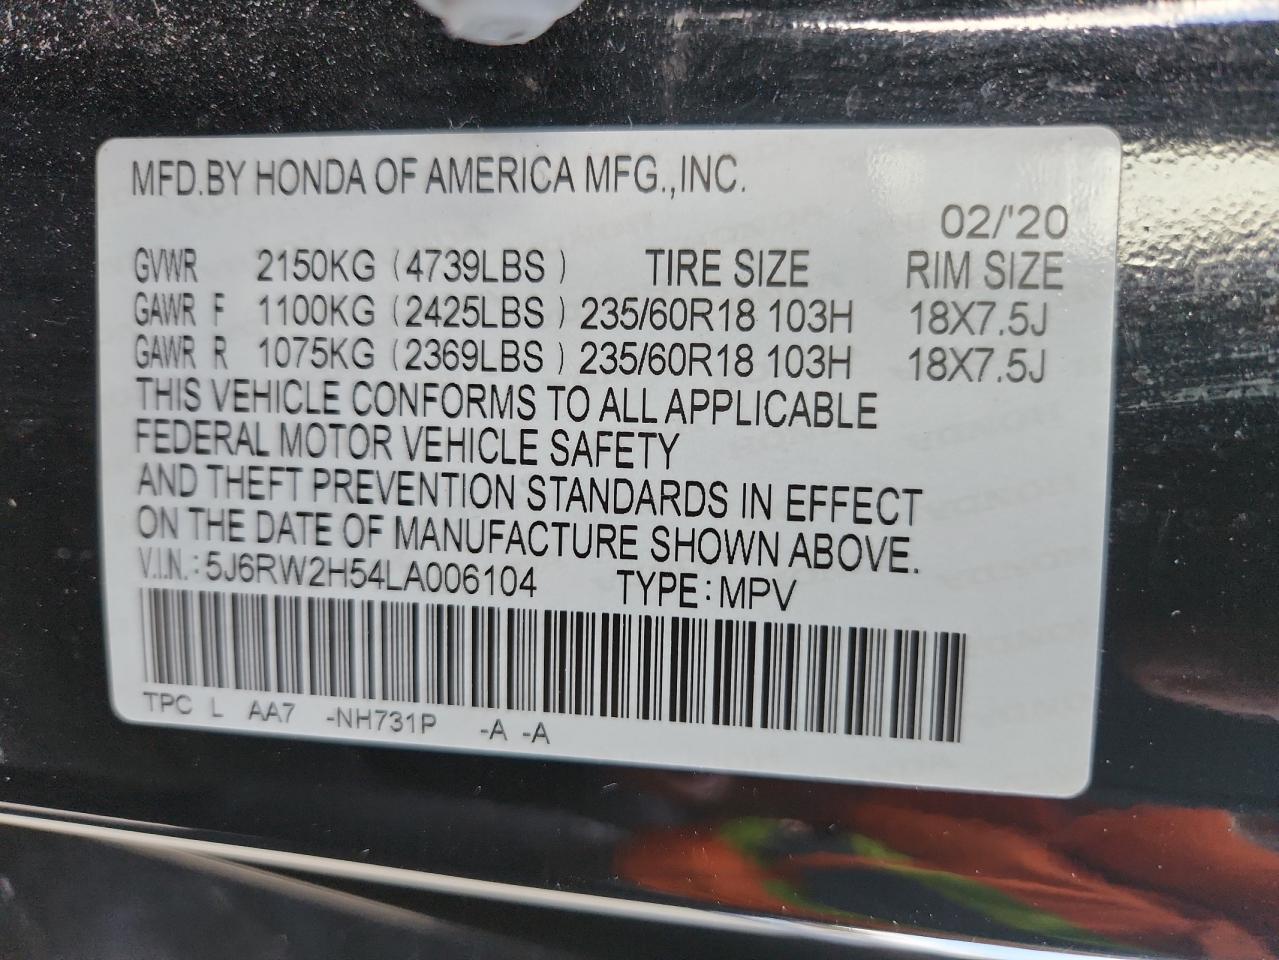 MFD.BY HONDA OF AMERICA MFG.,INC.
02/'20
GVWR 2150KG (4739LBS) TIRE SIZE RIM SIZE
GAWR F 1100KG (2425LBS) 235/60R18 103H 18X7.5J
GAWR R 1075KG (2369LBS) 235/60R18 103H 18X7.5J
THIS VEHICLE CONFORMS TO ALL APPLICABLE
FEDERAL MOTOR VEHICLE SAFETY
AND THEFT PREVENTION STANDARDS IN EFFECT
ON THE DATE OF MANUFACTURE SHOWN ABOVE.
V.I.N.: 5J6RW2H54LA006104 TYPE: MPV
TPC L AA7 -NH731P -A -A